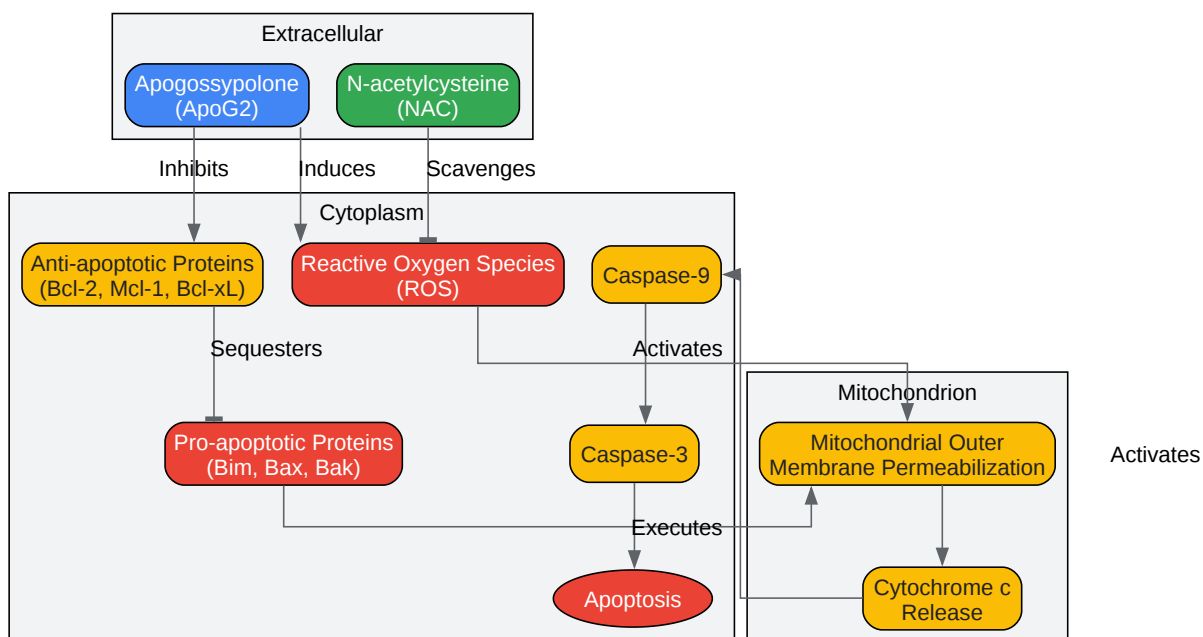 Extracellular
Apogossypolone
(ApoG2)
N-acetylcysteine
(NAC)
Inhibits
Induces
Scavenges
Cytoplasm
Anti-apoptotic Proteins
(Bcl-2, Mcl-1, Bcl-xL)
Reactive Oxygen Species
(ROS)
Caspase-9
Sequesters
Activates
Mitochondrion
Pro-apoptotic Proteins
(Bim, Bax, Bak)
Caspase-3
Mitochondrial Outer
Membrane Permeabilization
Activates
Executes
Apoptosis
Cytochrome c
Release